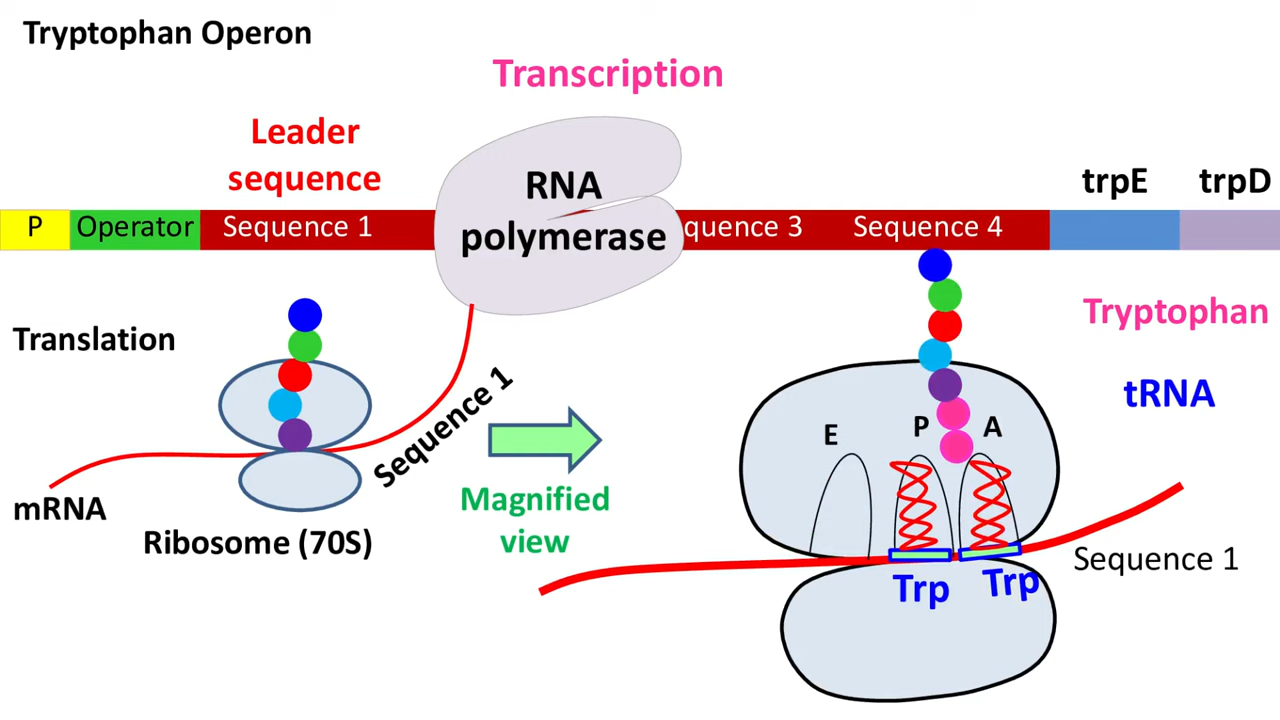 Tryptophan Operon
Transcription
Leader
sequence
RNA
polymerase
trpE
trpD
P
Operator
Sequence 1
quence 3
Sequence 4
Translation
Sequence 1
mRNA
Ribosome (70S)
Magnified
view
Tryptophan
tRNA
E
P
A
Trp
Trp
Sequence 1